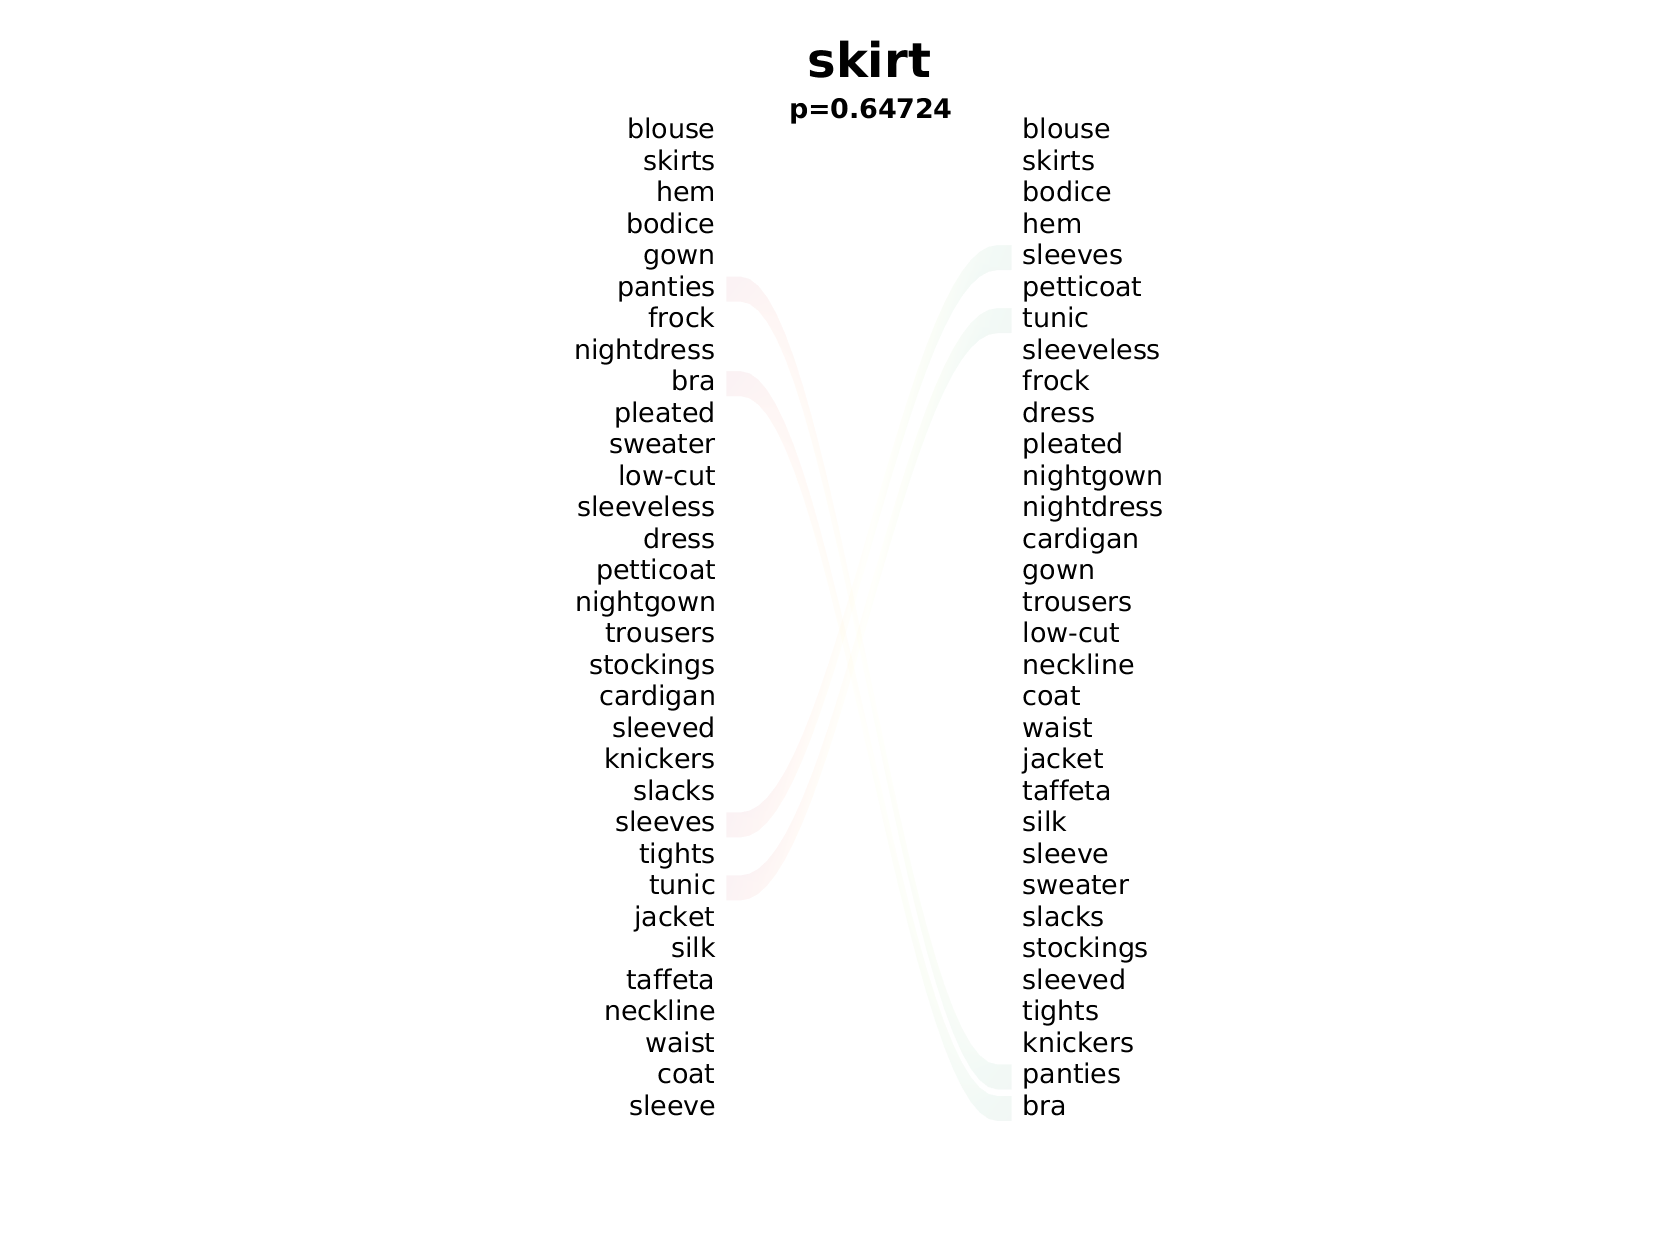 skirt
p=0.64724
blouse
skirts
hem
bodice
gown
panties
frock
nightdress
bra
pleated
sweater
low-cut
sleeveless
dress
petticoat
nightgown
trousers
stockings
cardigan
sleeved
knickers
slacks
sleeves
tights
tunic
jacket
silk
taffeta
neckline
waist
coat
sleeve
blouse
skirts
bodice
hem
sleeves
petticoat
tunic
sleeveless
frock
dress
pleated
nightgown
nightdress
cardigan
gown
trousers
low-cut
neckline
coat
waist
jacket
taffeta
silk
sleeve
sweater
slacks
stockings
sleeved
tights
knickers
panties
bra